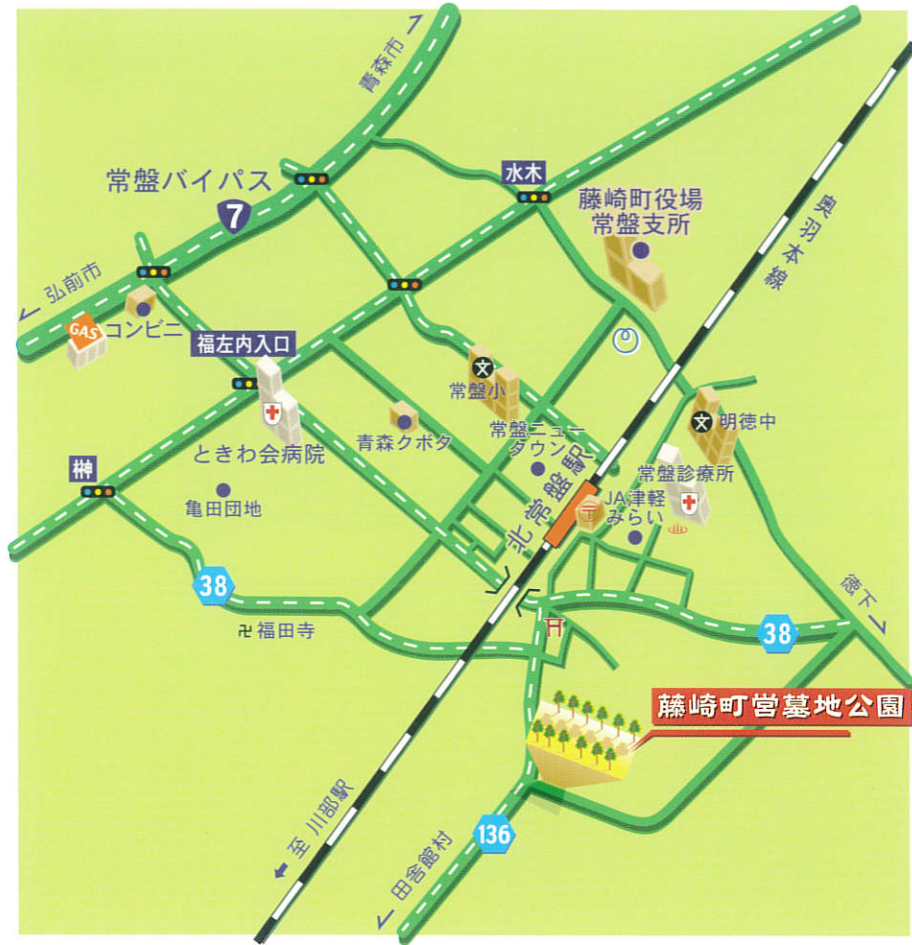 青森市
常盤バイパス
7
水木
藤崎町役場
常盤支所
奥羽本線
弘前市
GAS
コンビニ
福左内入口
文
常盤小
青森クボタ
常盤ニュー
タウン
文
明徳中
ときわ会病院
常盤診療所
榊
亀田団地
北常盤駅
〒
JA津軽
みらい
38
卍福田寺
徳下
38
藤崎町営墓地公園
至 川部駅
136
田舎館村